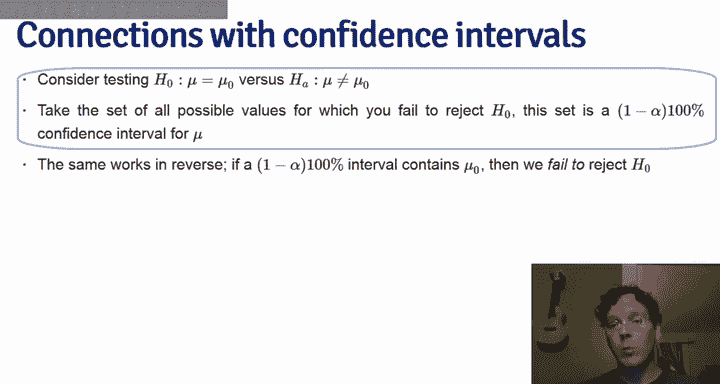 Connections with confidence intervals
· Consider testing H₀ : μ = μ₀ versus Hₐ : μ ≠ μ₀
· Take the set of all possible values for which you fail to reject H₀, this set is a (1 − α)100%
confidence interval for μ
· The same works in reverse; if a (1 − α)100% interval contains μ₀, then we fail to reject H₀